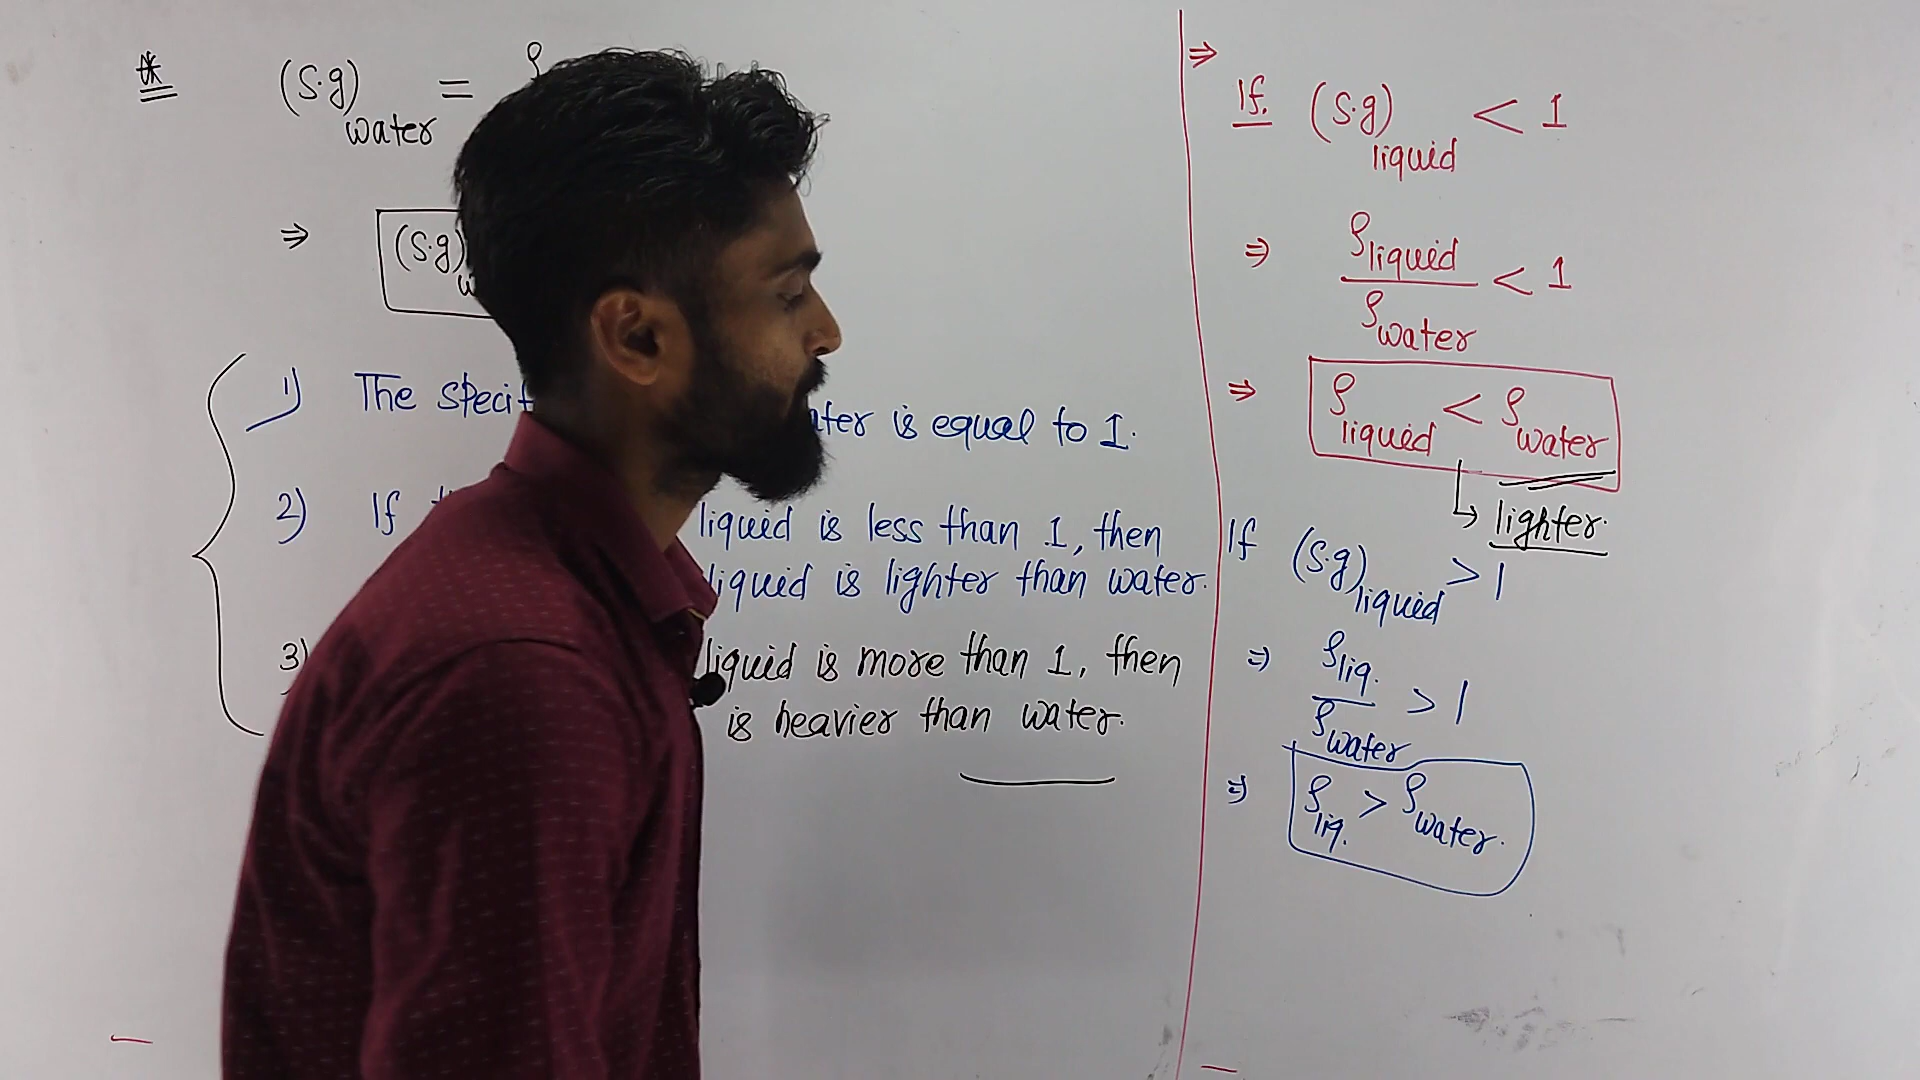 (S.g)water = ρ
⇒ (S.g)
1) The specif ater is equal to 1.
2) If liquid is less than 1, then
liquid is lighter than water.
3) liquid is more than 1, then
is heavier than water.
⇒
If. (S.g)liquid < 1
⇒ ρliquid
ρwater < 1
⇒ ρliquid < ρwater
↳ lighter.
If (S.g)liquid > 1
⇒ ρliq.
ρwater > 1
⇒ ρliq. > ρwater.